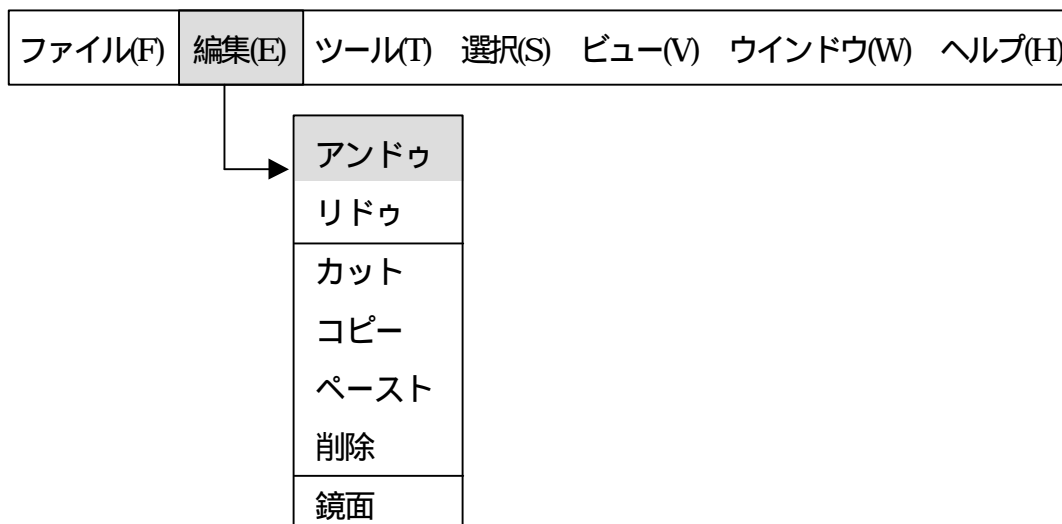 ファイル(F) 編集(E) ツール(T) 選択(S) ビュー(V) ウインドウ(W) ヘルプ(H)
アンドゥ
リドゥ
カット
コピー
ペースト
削除
鏡面